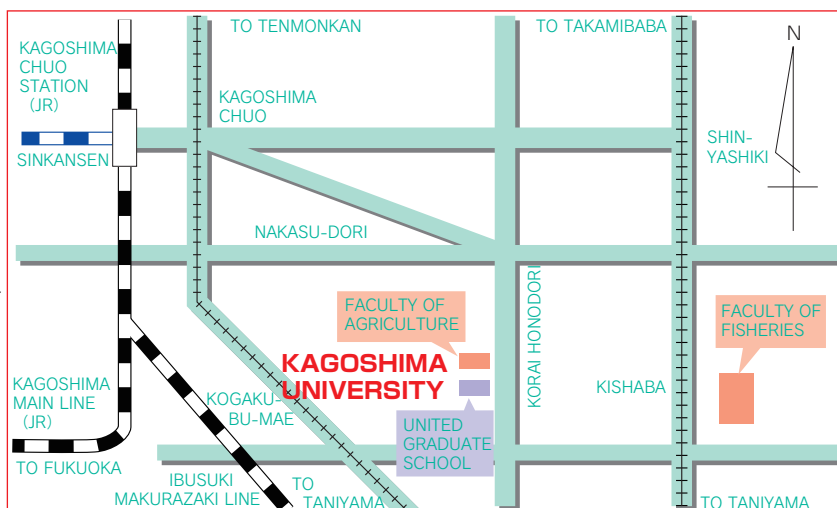 TO TENMONKAN
TO TAKAMIBABA
N
KAGOSHIMA
CHUO
STATION
(JR)
KAGOSHIMA
CHUO
SHIN-
YASHIKI
SINKANSEN
NAKASU-DORI
KORAI HONODORI
FACULTY OF
AGRICULTURE
FACULTY OF
FISHERIES
KAGOSHIMA
UNIVERSITY
KISHABA
KAGOSHIMA
MAIN LINE
(JR)
KOGAKU-
BU-MAE
UNITED
GRADUATE
SCHOOL
TO FUKUOKA
IBUSUKI
MAKURAZAKI LINE
TO
TANIYAMA
TO TANIYAMA